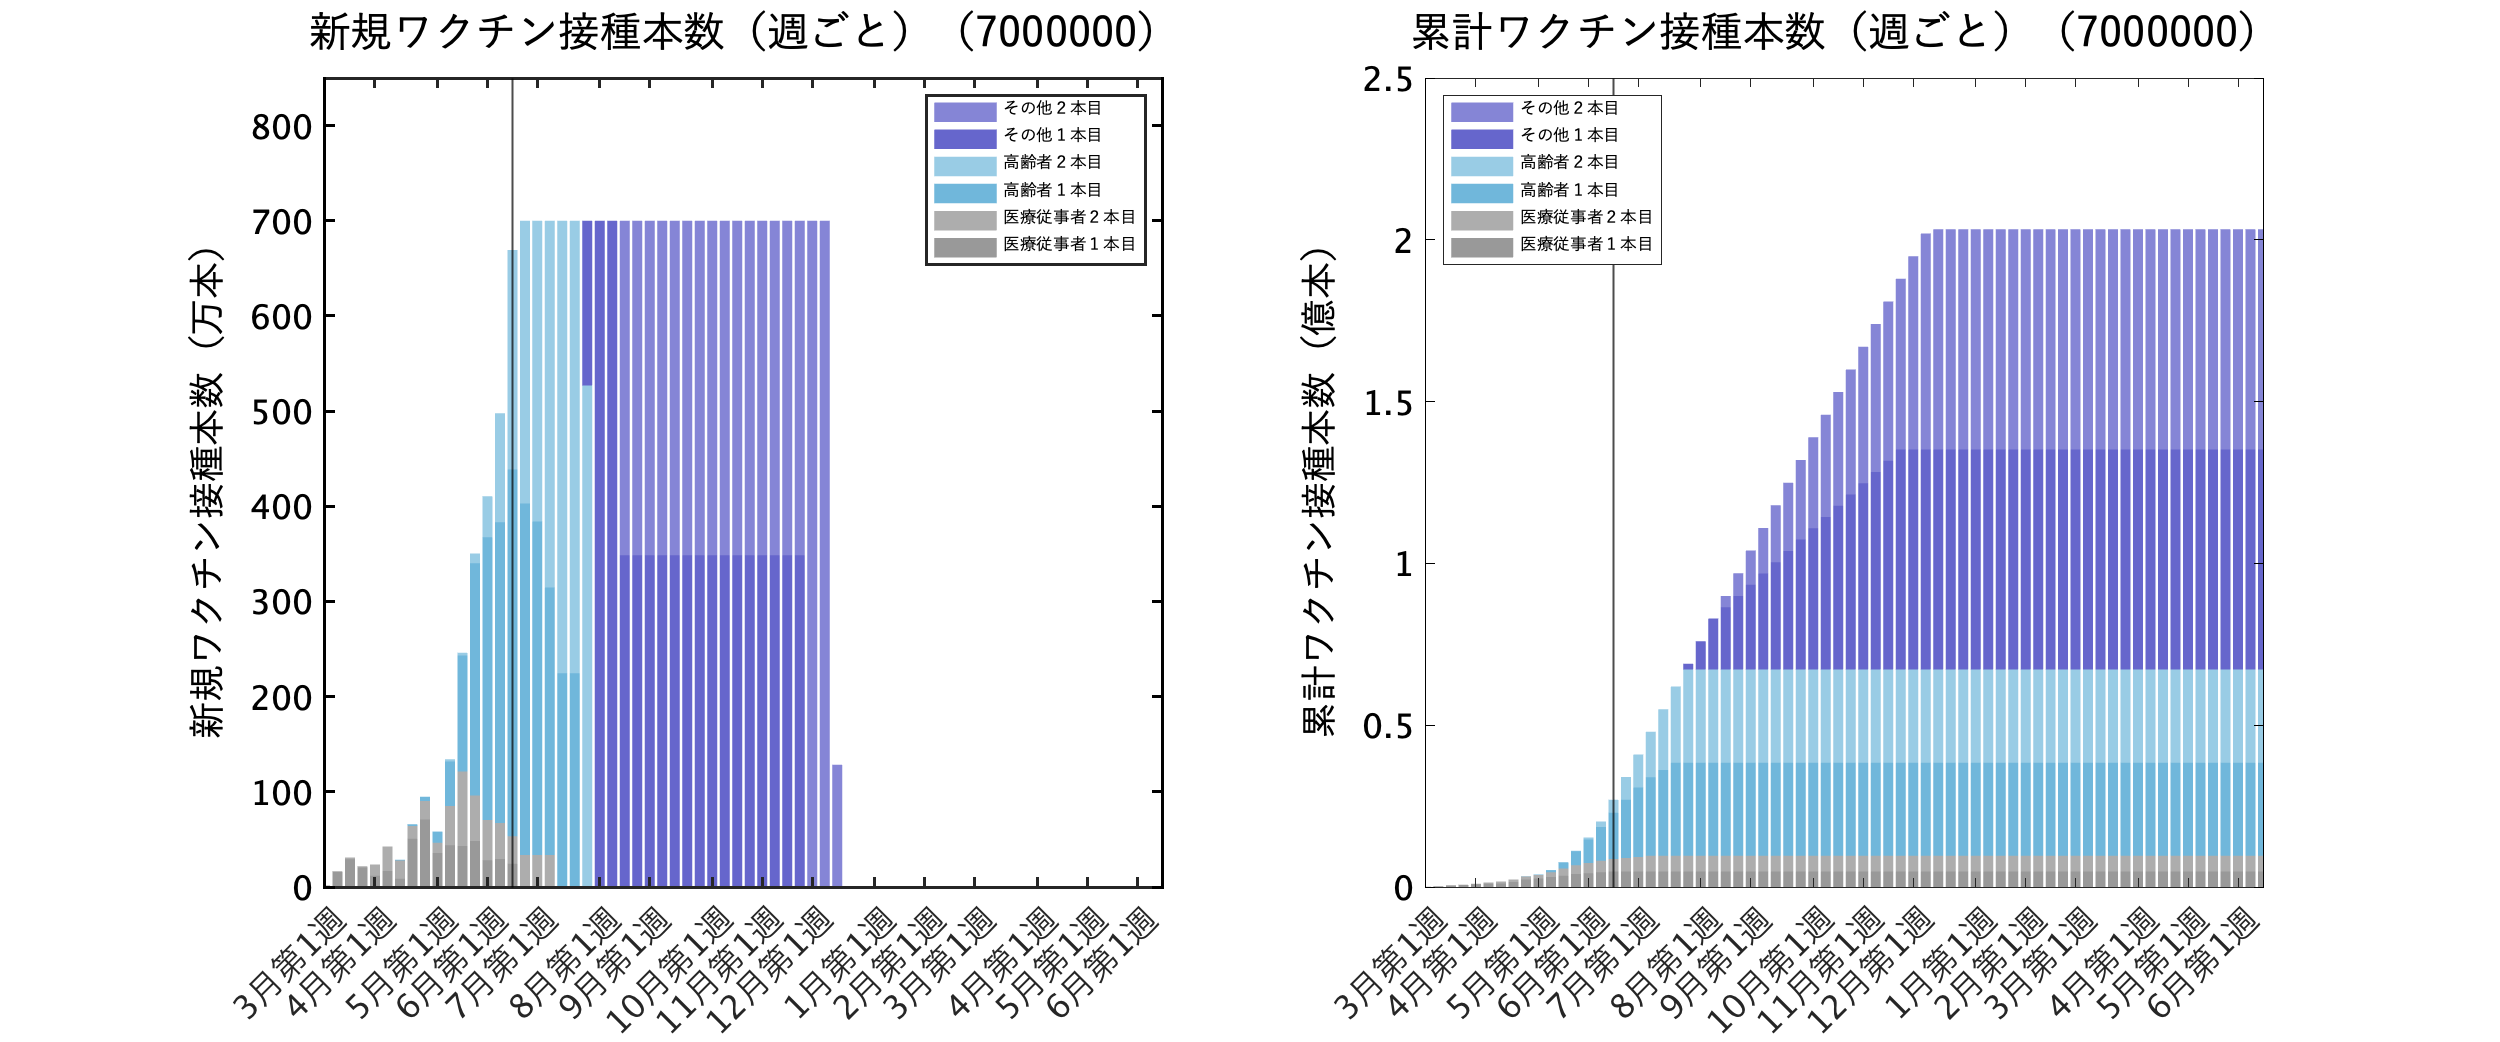 新規ワクチン接種本数（週ごと）（7000000）
新規ワクチン接種本数（万本）
800
700
600
500
400
300
200
100
0
その他２本目
その他１本目
高齢者２本目
高齢者１本目
医療従事者２本目
医療従事者１本目
3月第1週
4月第1週
5月第1週
6月第1週
7月第1週
8月第1週
9月第1週
10月第1週
11月第1週
12月第1週
1月第1週
2月第1週
3月第1週
4月第1週
5月第1週
6月第1週
累計ワクチン接種本数（週ごと）（7000000）
累計ワクチン接種本数（億本）
2.5
2
1.5
1
0.5
0
その他２本目
その他１本目
高齢者２本目
高齢者１本目
医療従事者２本目
医療従事者１本目
3月第1週
4月第1週
5月第1週
6月第1週
7月第1週
8月第1週
9月第1週
10月第1週
11月第1週
12月第1週
1月第1週
2月第1週
3月第1週
4月第1週
5月第1週
6月第1週